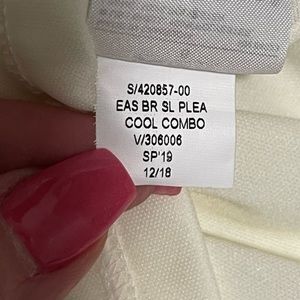 S/420857-00
EAS BR SL PLEA
COOL COMBO
V/306006
SP'19
12/18